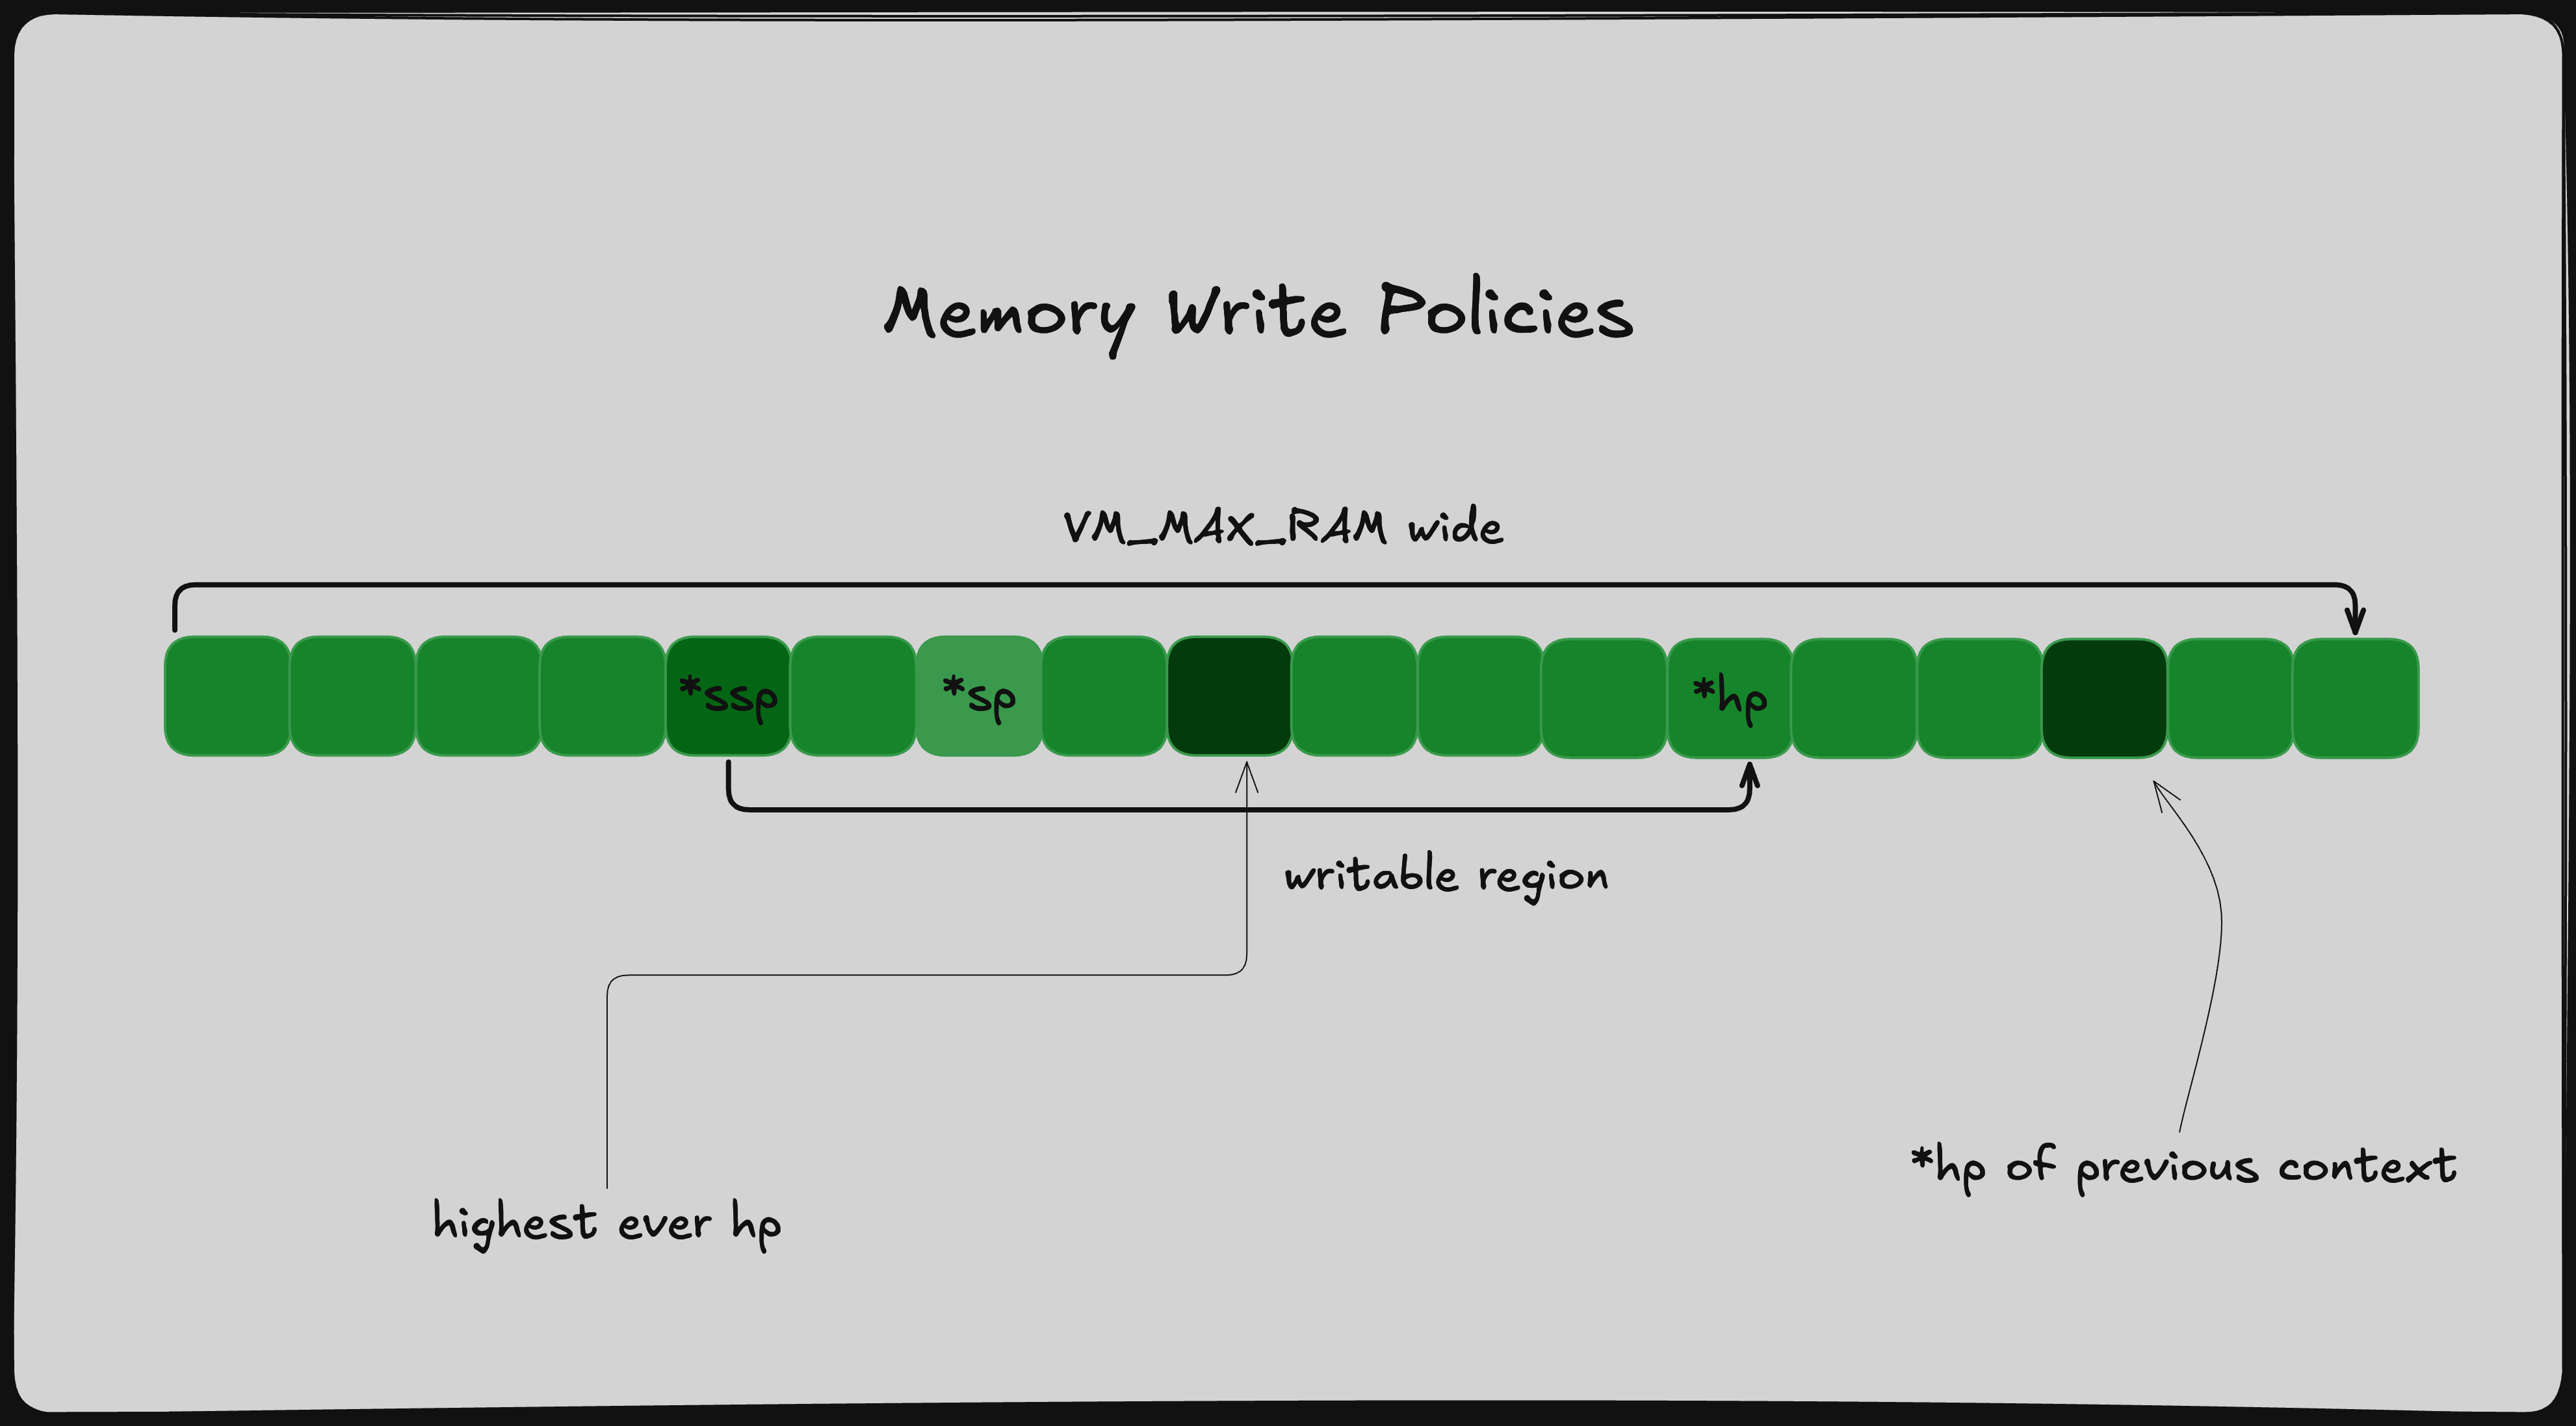 Memory Write Policies
VM_MAX_RAM wide
*ssp
*sp
*hp
writable region
*hp of previous context
highest ever hp